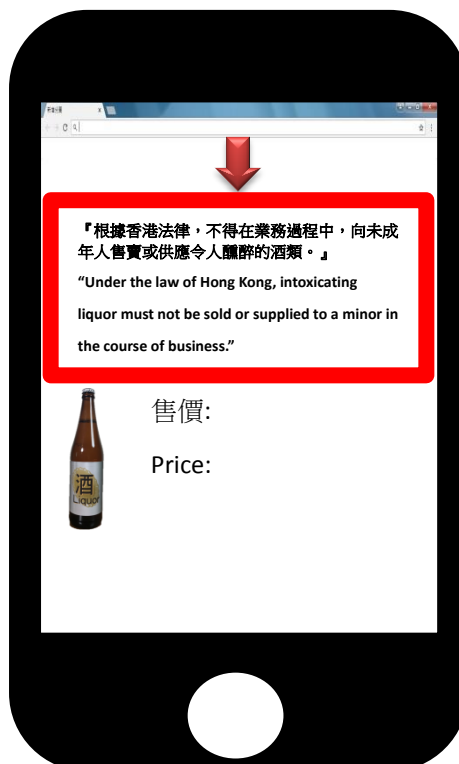 『根據香港法律，不得在業務過程中，向未成
年人售賣或供應令人醺醉的酒類。』
“Under the law of Hong Kong, intoxicating
liquor must not be sold or supplied to a minor in
the course of business.”
售價:
Price:
酒
Liquor